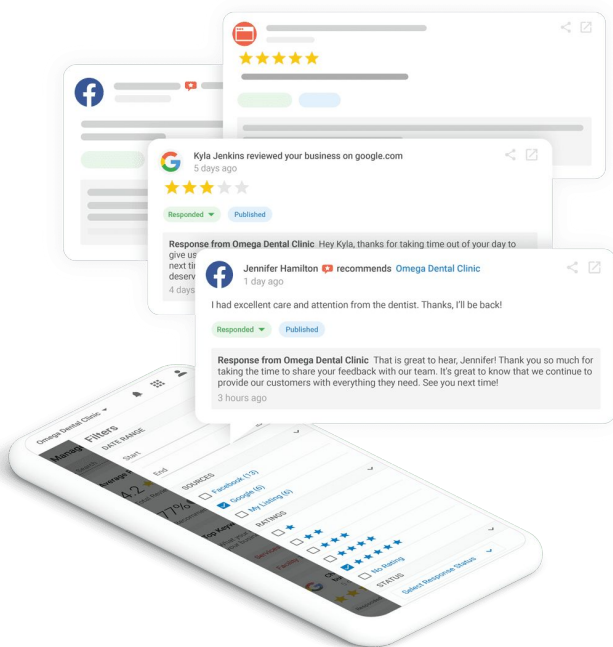 Kyla Jenkins reviewed your business on google.com
5 days ago
Responded
Published
Response from Omega Dental Clinic Hey Kyla, thanks for taking time out of your day to
give us
next
deserv
4 days
Jennifer Hamilton recommends Omega Dental Clinic
1 day ago
I had excellent care and attention from the dentist. Thanks, I'll be back!
Responded
Published
Response from Omega Dental Clinic That is great to hear, Jennifer! Thank you so much for
taking the time to share your feedback with our team. It's great to know that we continue to
provide our customers with everything they need. See you next time!
3 hours ago
Omega Dental Clinic
Filters
DATE RANGE
Start
End
SOURCES
Facebook (13)
Google (6)
My Listing (6)
RATINGS
No Rating
STATUS
Select Response Status
Search
4.2
77%
Services
Facility